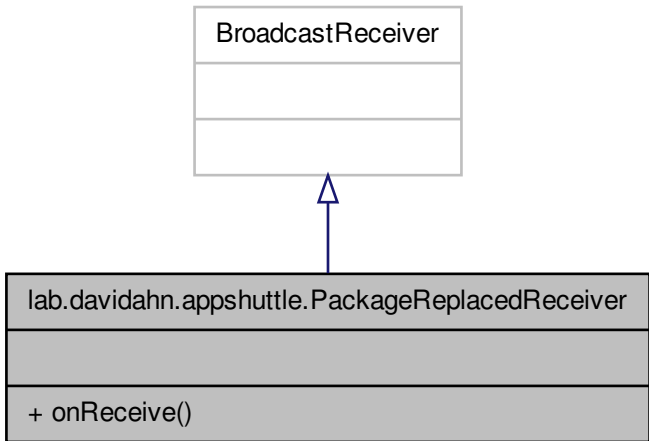 BroadcastReceiver
lab.davidahn.appshuttle.PackageReplacedReceiver
+ onReceive()